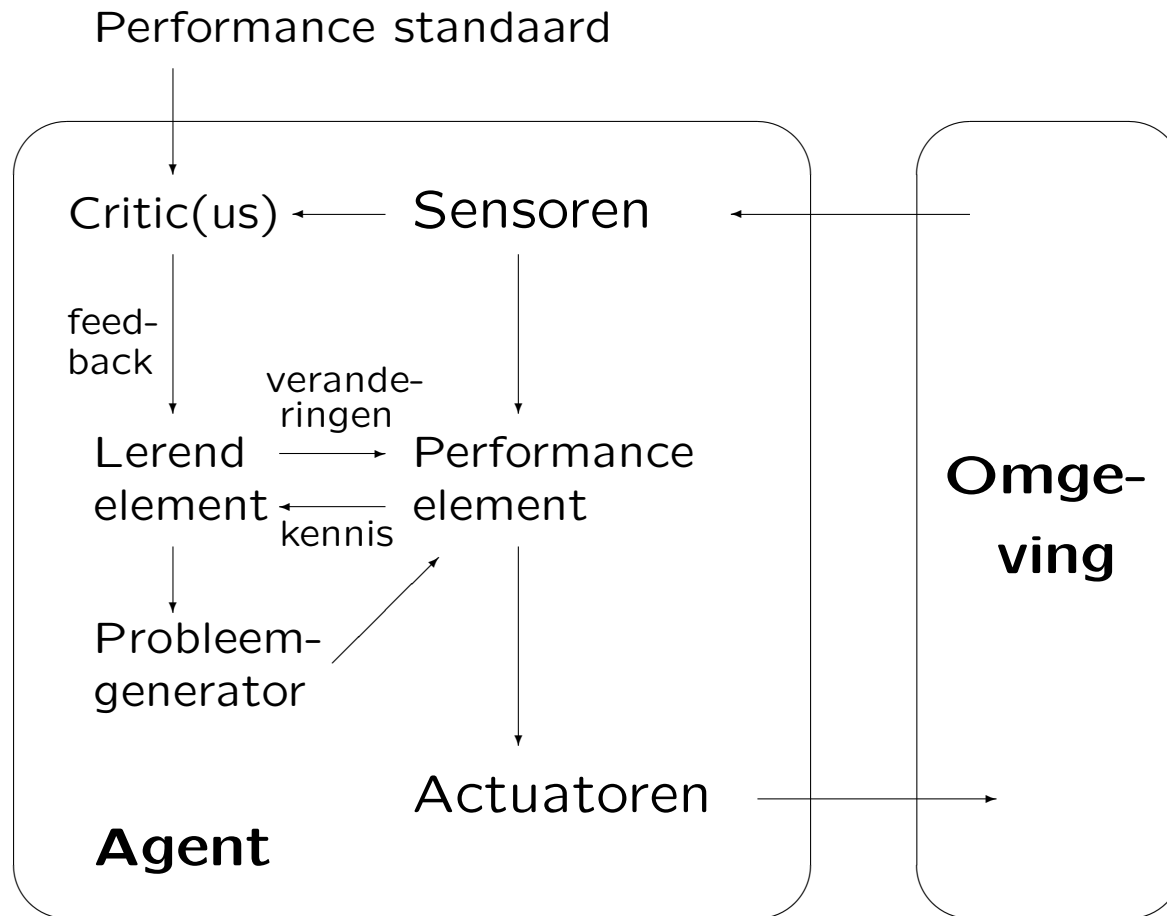 Performance standaard
Critic(us)
Sensoren
feed-
back
verande-
ringen
Lerend
element
Performance
element
kennis
Omge-
ving
Probleem-
generator
Actuatoren
Agent